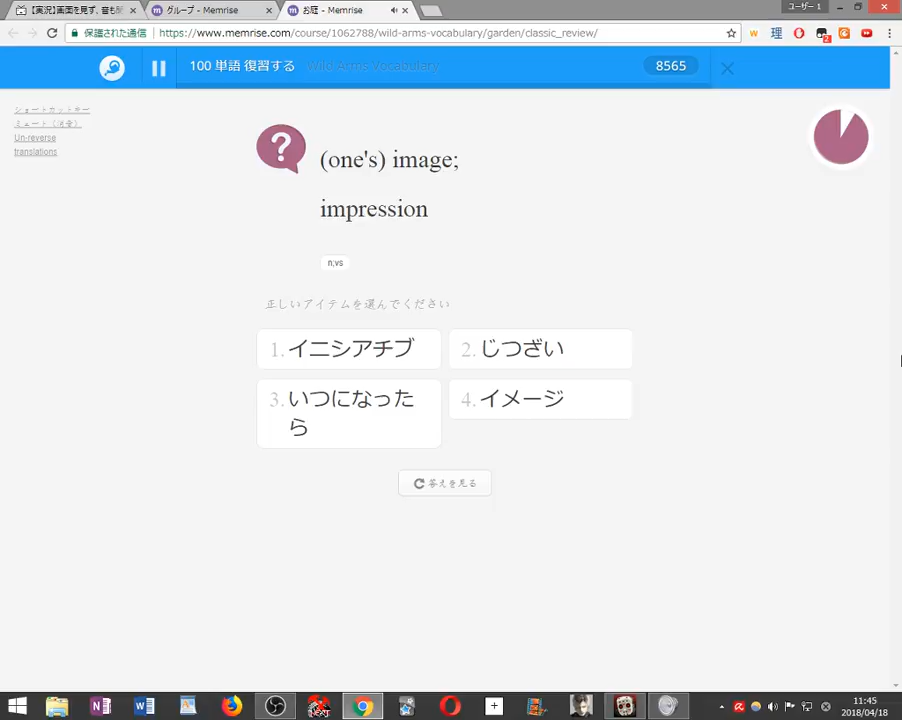 【実況】画面を見ず、音も
グループ - Memrise
お庭 - Memrise
ユーザー 1
保護された通信 | https://www.memrise.com/course/1062788/wild-arms-vocabulary/garden/classic_review/
100 単語 復習する Wild Arms Vocabulary 8565
ショートカットキー
ミュート (消音)
Un-reverse
translations
(one's) image;
impression
n;vs
正しいアイテムを選んでください
1. イニシアチブ
2. じつざい
3. いつになった
ら
4. イメージ
答えを見る
11:45
2018/04/18